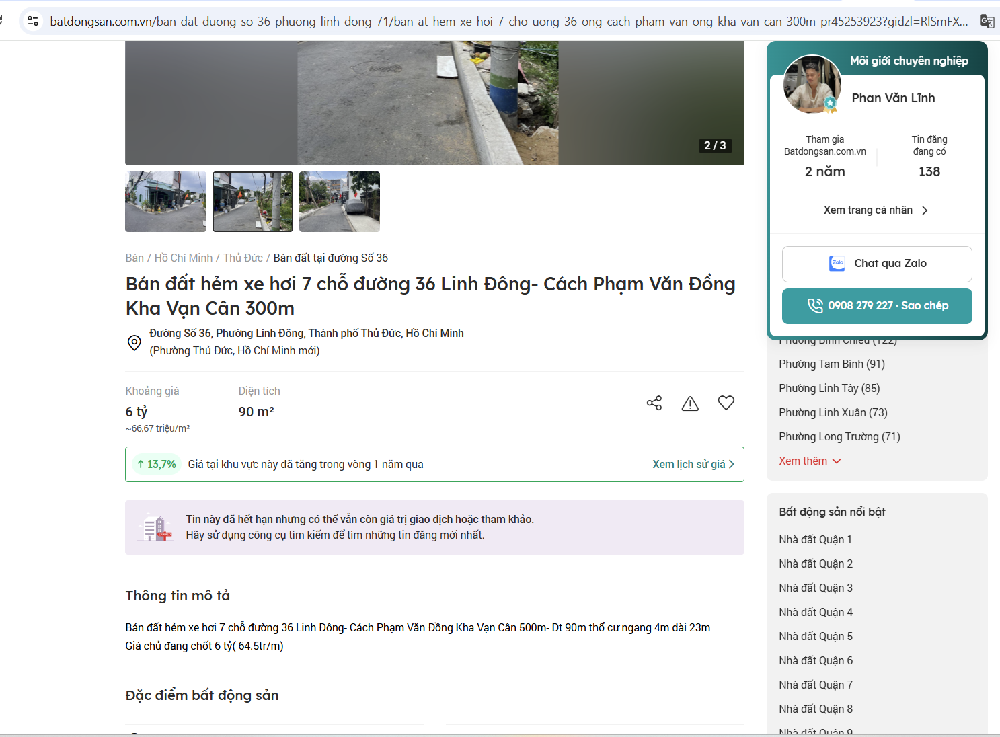 batdongsan.com.vn/ban-dat-duong-so-36-phuong-linh-dong-71/ban-at-hem-xe-hoi-7-cho-uong-36-ong-cach-pham-van-ong-kha-van-can-300m-pr45253923?gidzl=RlSmFX...
2 / 3
Bán / Hồ Chí Minh / Thủ Đức / Bán đất tại đường Số 36
Bán đất hẻm xe hơi 7 chỗ đường 36 Linh Đông- Cách Phạm Văn Đồng
Kha Vạn Cân 300m
Đường Số 36, Phường Linh Đông, Thành phố Thủ Đức, Hồ Chí Minh
(Phường Thủ Đức, Hồ Chí Minh mới)
Khoảng giá
6 tỷ
~66,67 triệu/m²
Diện tích
90 m²
↑ 13,7% Giá tại khu vực này đã tăng trong vòng 1 năm qua
Xem lịch sử giá
Tin này đã hết hạn nhưng có thể vẫn còn giá trị giao dịch hoặc tham khảo.
Hãy sử dụng công cụ tìm kiếm để tìm những tin đăng mới nhất.
Thông tin mô tả
Bán đất hẻm xe hơi 7 chỗ đường 36 Linh Đông- Cách Phạm Văn Đồng Kha Vạn Cân 500m- Dt 90m thổ cư ngang 4m dài 23m
Giá chủ đang chốt 6 tỷ( 64.5tr/m)
Đặc điểm bất động sản
Môi giới chuyên nghiệp
Phan Văn Lĩnh
Tham gia
Batdongsan.com.vn
2 năm
Tin đăng
đang có
138
Xem trang cá nhân
Zalo
Chat qua Zalo
0908 279 227 · Sao chép
Phường Bình Chiểu (122)
Phường Tam Bình (91)
Phường Linh Tây (85)
Phường Linh Xuân (73)
Phường Long Trường (71)
Xem thêm
Bất động sản nổi bật
Nhà đất Quận 1
Nhà đất Quận 2
Nhà đất Quận 3
Nhà đất Quận 4
Nhà đất Quận 5
Nhà đất Quận 6
Nhà đất Quận 7
Nhà đất Quận 8
Nhà đất Quận 9